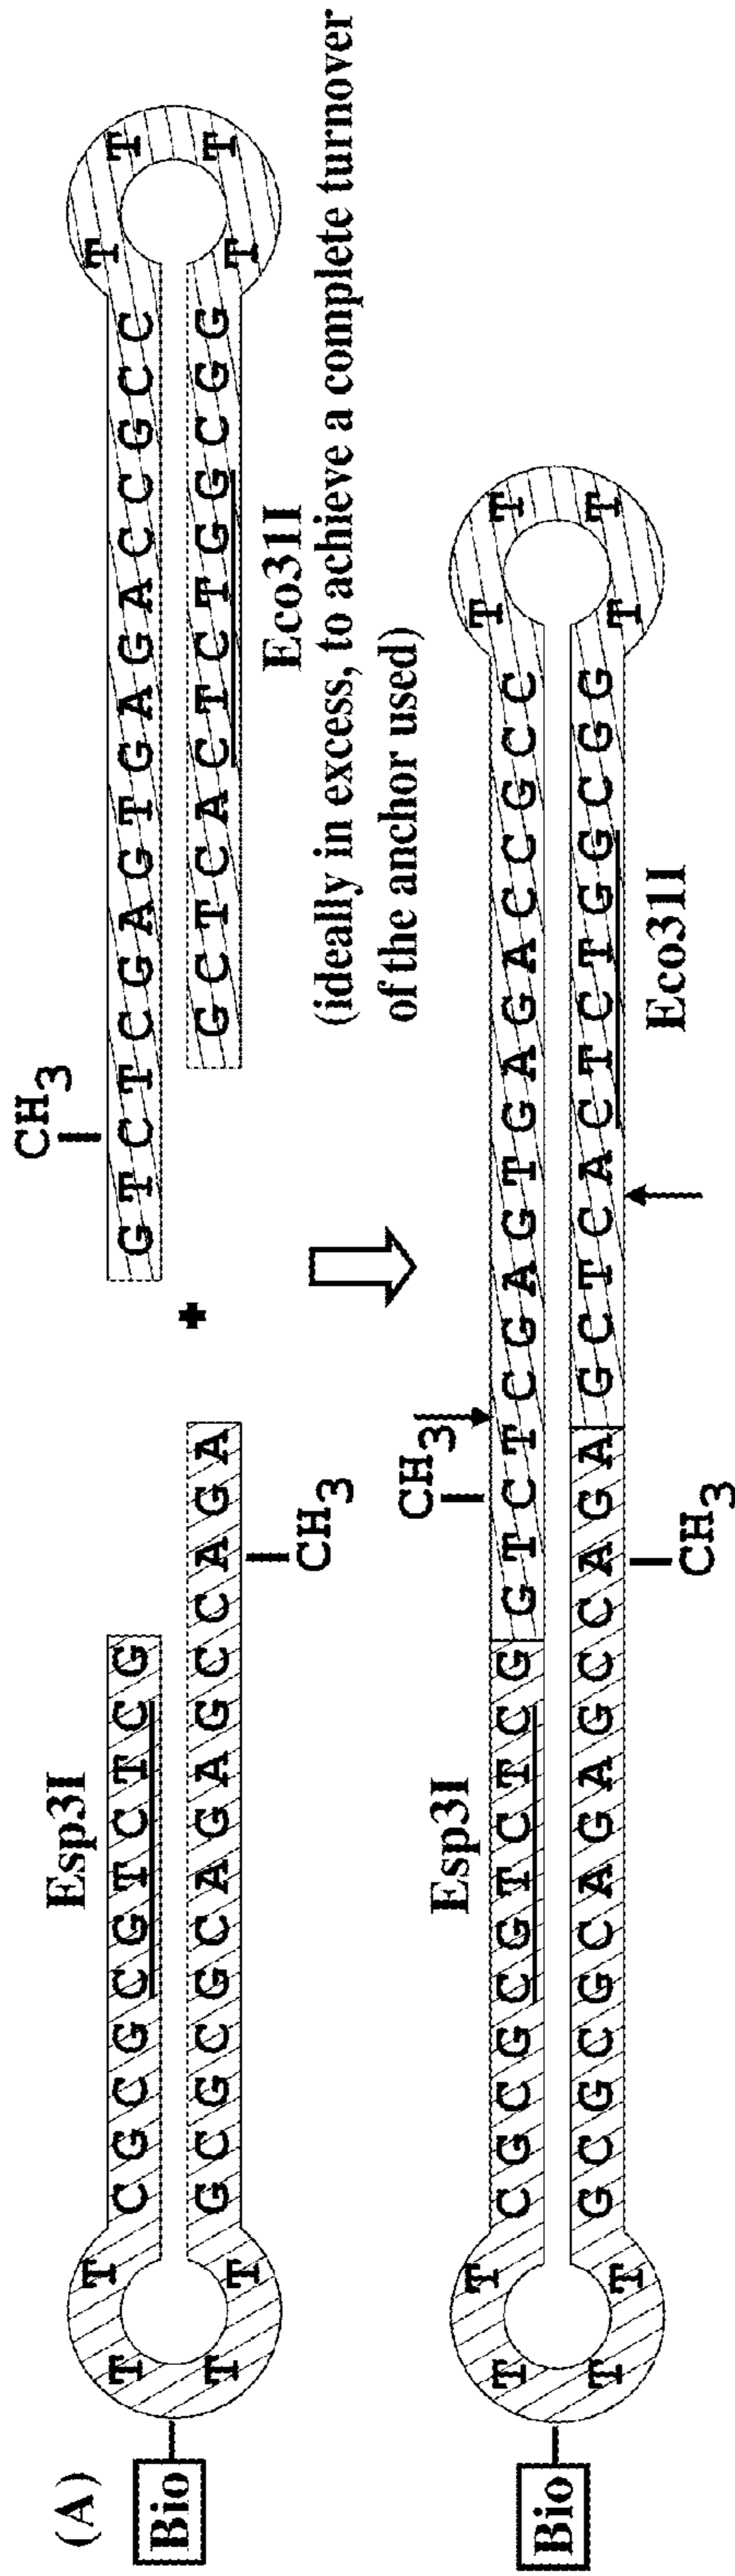 (A)
Esp3I
CH3
T T C G C G C G T C T C G
G T C T C G A G T G A G A C C G C C T T
Bio
+
T T G C G C G C A G A G C C A G A
G C T C A C T C T G G C G G T T
CH3
Eco31I
(ideally in excess, to achieve a complete turnover
of the anchor used)
Esp3I
CH3
T T C G C G C G T C T C G G T C T C G A G T G A G A C C G C C T T
Bio
T T G C G C G C A G A G C C A G A G C T C A C T C T G G C G G T T
CH3
Eco31I